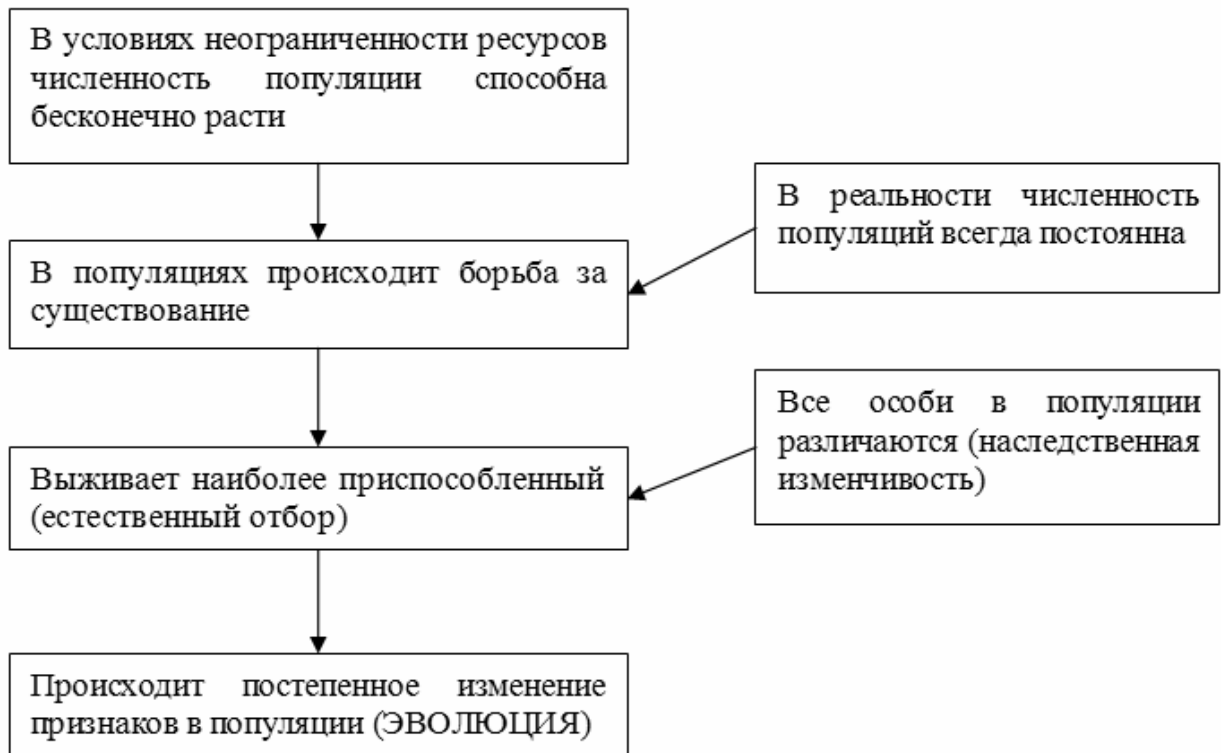 В условиях неограниченности ресурсов
численность популяции способна
бесконечно расти
В реальности численность
популяций всегда постоянна
В популяциях происходит борьба за
существование
Все особи в популяции
различаются (наследственная
изменчивость)
Выживает наиболее приспособленный
(естественный отбор)
Происходит постепенное изменение
признаков в популяции (ЭВОЛЮЦИЯ)